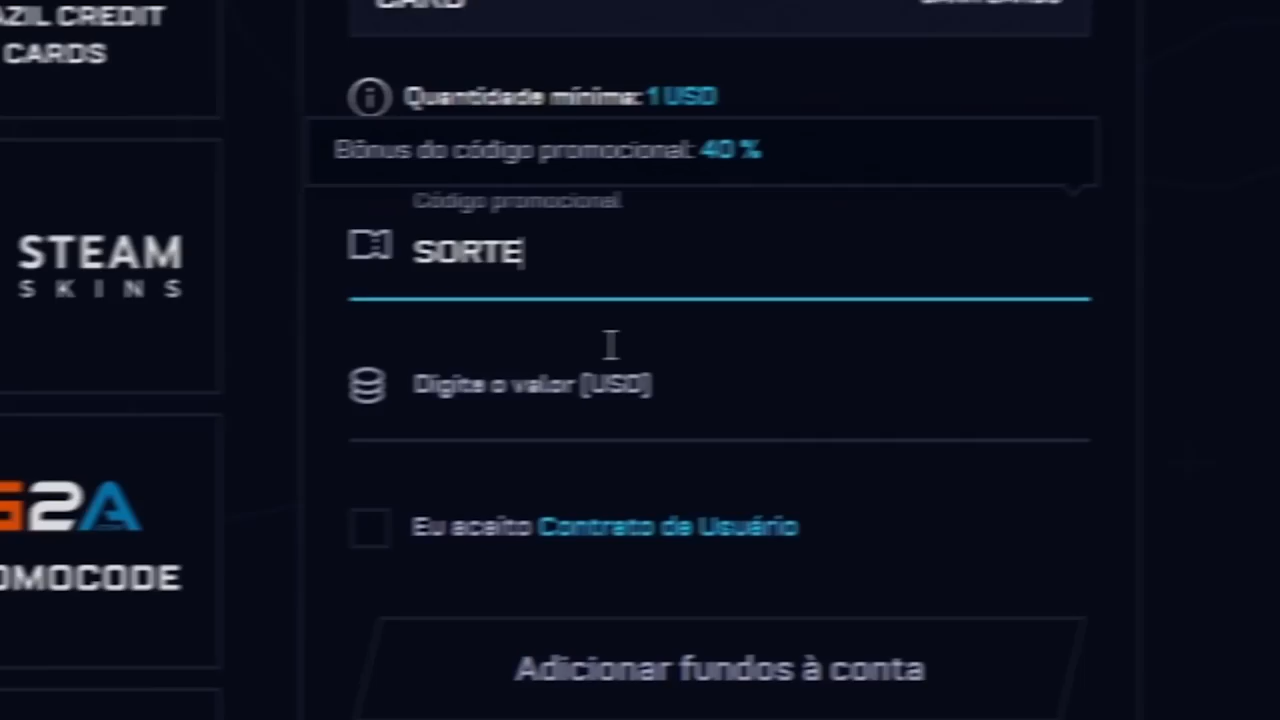 AZIL CREDIT
CARDS
CARD
Quantidade mínima: 1 USD
Bônus do código promocional: 40 %
Código promocional
SORTE
STEAM
SKINS
Digite o valor (USD)
G2A
OMOCODE
Eu aceito Contrato de Usuário
Adicionar fundos à conta